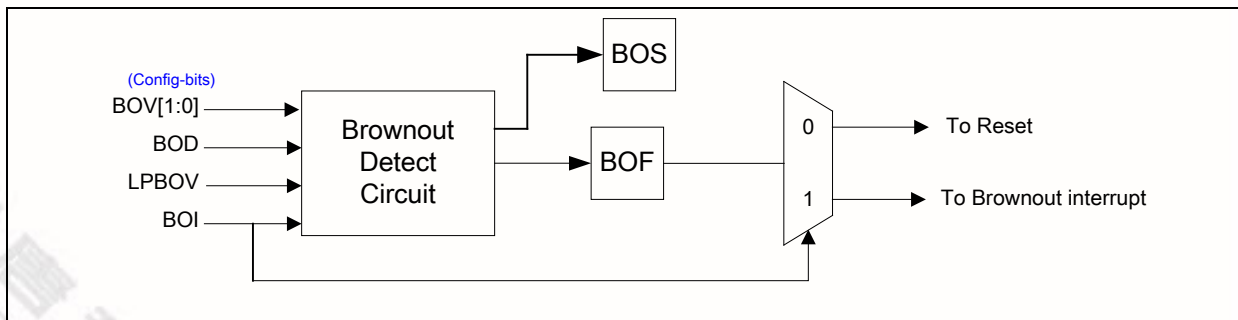 BOS
(Config-bits)
BOV[1:0]
BOD
LPBOV
BOI
Brownout
Detect
Circuit
BOF
0
1
To Reset
To Brownout interrupt